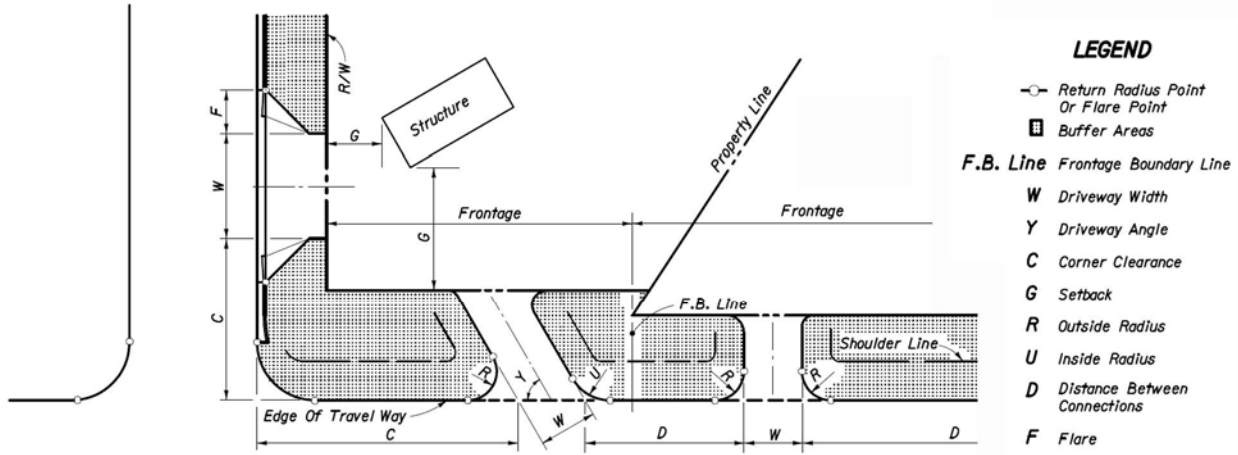 LEGEND
Return Radius Point
Or Flare Point
Buffer Areas
F.B. Line Frontage Boundary Line
W Driveway Width
Y Driveway Angle
C Corner Clearance
G Setback
R Outside Radius
U Inside Radius
D Distance Between
Connections
F Flare
R/W
F
Structure
G
Property Line
W
Frontage
Frontage
G
C
F.B. Line
Shoulder Line
R
Y
U
R
R
Edge Of Travel Way
W
C
D
W
D